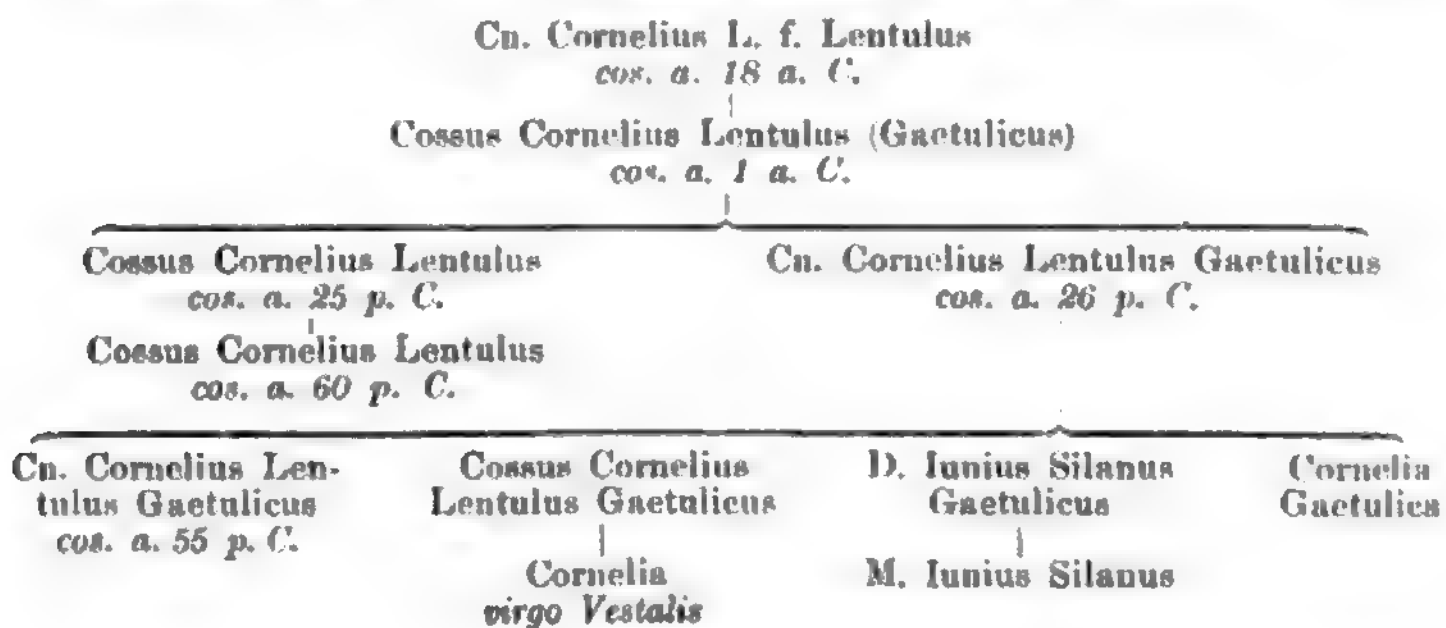 Cn. Cornelius L. f. Lentulus
cos. a. 18 a. C.
Cossus Cornelius Lentulus (Gaetulicus)
cos. a. 1 a. C.
Cossus Cornelius Lentulus
cos. a. 25 p. C.
Cn. Cornelius Lentulus Gaetulicus
cos. a. 26 p. C.
Cossus Cornelius Lentulus
cos. a. 60 p. C.
Cn. Cornelius Len-
tulus Gaetulicus
cos. a. 55 p. C.
Cossus Cornelius
Lentulus Gaetulicus
Cornelia
virgo Vestalis
D. Iunius Silanus
Gaetulicus
M. Iunius Silanus
Cornelia
Gaetulica